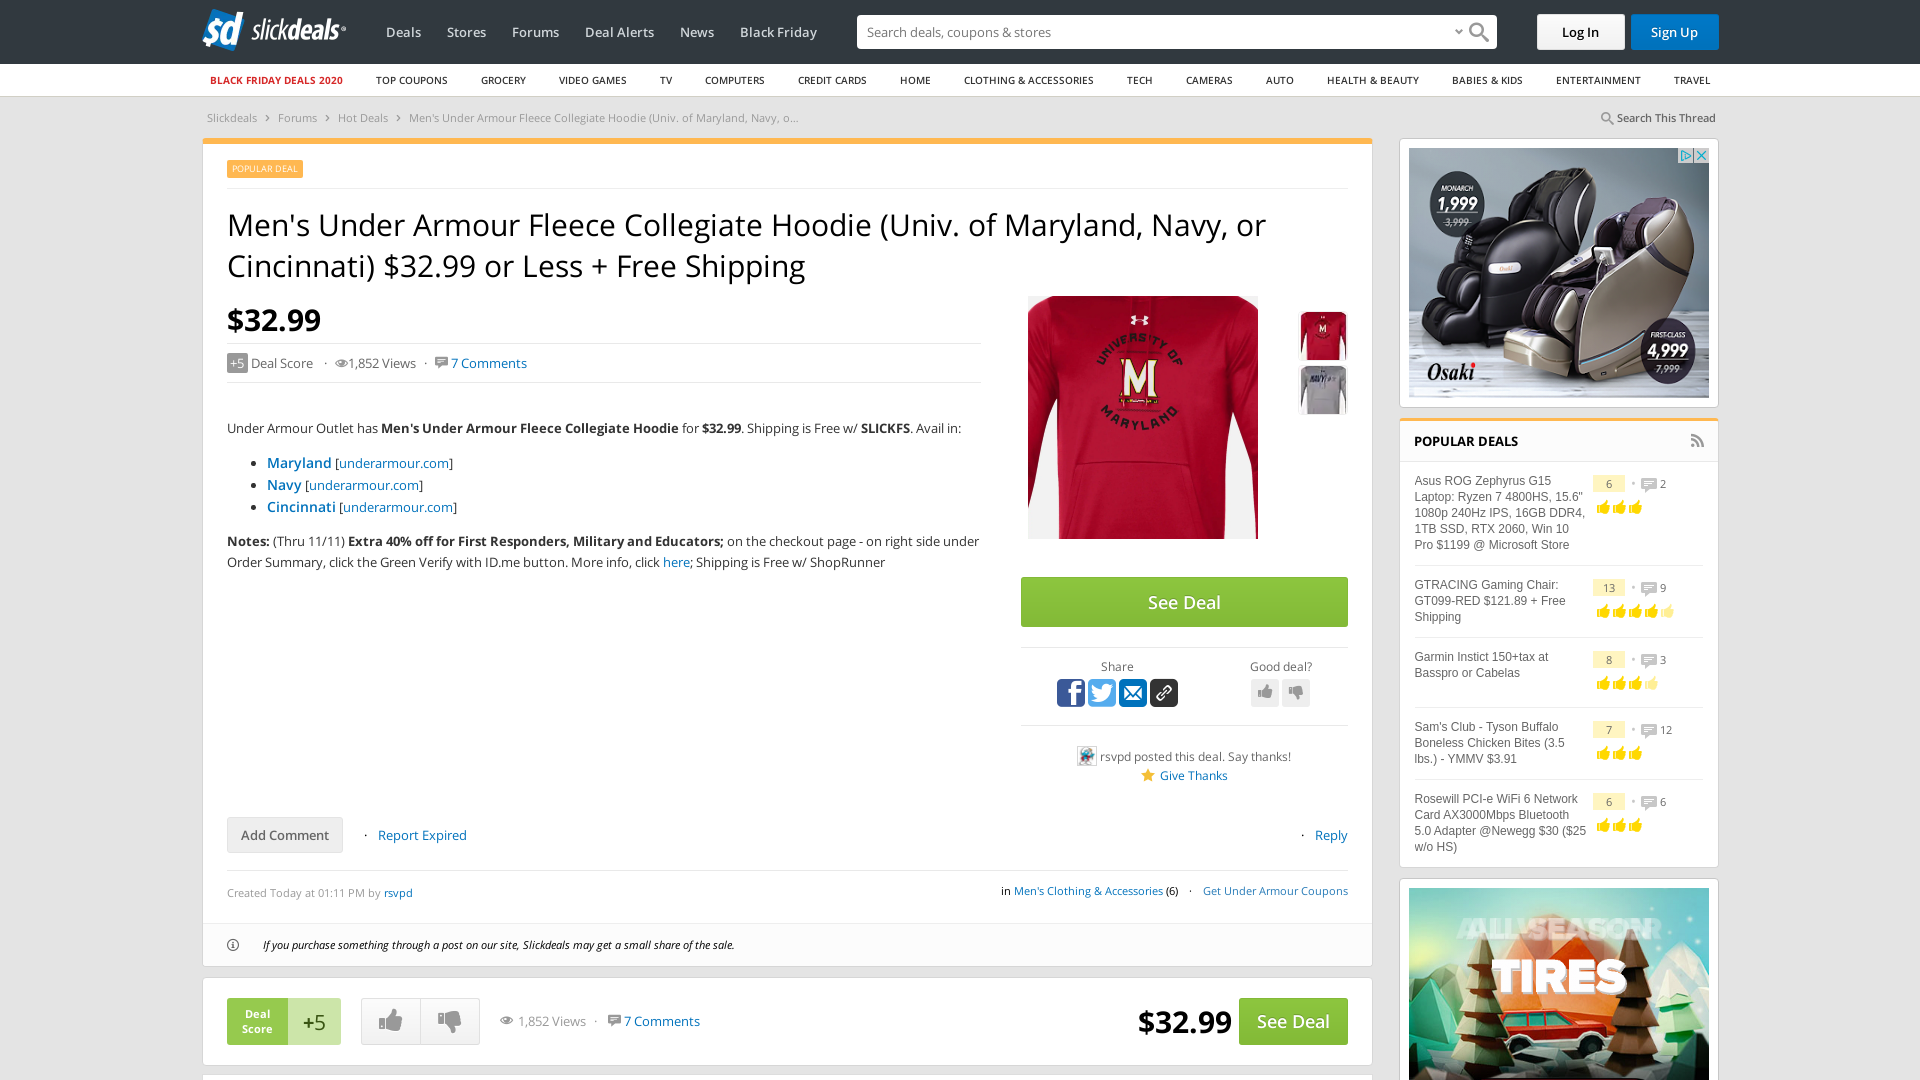 sd slickdeals
Deals Stores Forums Deal Alerts News Black Friday
Search deals, coupons & stores
Log In
Sign Up
BLACK FRIDAY DEALS 2020 TOP COUPONS GROCERY VIDEO GAMES TV COMPUTERS CREDIT CARDS HOME CLOTHING & ACCESSORIES TECH CAMERAS AUTO HEALTH & BEAUTY BABIES & KIDS ENTERTAINMENT TRAVEL
Slickdeals › Forums › Hot Deals › Men's Under Armour Fleece Collegiate Hoodie (Univ. of Maryland, Navy, o...
Search This Thread
POPULAR DEAL
Men's Under Armour Fleece Collegiate Hoodie (Univ. of Maryland, Navy, or
Cincinnati) $32.99 or Less + Free Shipping
$32.99
+5 Deal Score · 1,852 Views · 7 Comments
Under Armour Outlet has Men's Under Armour Fleece Collegiate Hoodie for $32.99. Shipping is Free w/ SLICKFS. Avail in:
• Maryland [underarmour.com]
• Navy [underarmour.com]
• Cincinnati [underarmour.com]
Notes: (Thru 11/11) Extra 40% off for First Responders, Military and Educators; on the checkout page - on right side under
Order Summary, click the Green Verify with ID.me button. More info, click here; Shipping is Free w/ ShopRunner
UNIVERSITY OF
M
MARYLAND
M
NAVY
See Deal
Share
Good deal?
rsvpd posted this deal. Say thanks!
Give Thanks
Add Comment · Report Expired
· Reply
Created Today at 01:11 PM by rsvpd
in Men's Clothing & Accessories (6) · Get Under Armour Coupons
If you purchase something through a post on our site, Slickdeals may get a small share of the sale.
Deal
Score
+5
1,852 Views · 7 Comments
$32.99
See Deal
MONARCH
1,999
3,999
Osaki
FIRST-CLASS
4,999
7,999
Osaki
POPULAR DEALS
Asus ROG Zephyrus G15
Laptop: Ryzen 7 4800HS, 15.6"
1080p 240Hz IPS, 16GB DDR4,
1TB SSD, RTX 2060, Win 10
Pro $1199 @ Microsoft Store
6 • 2
GTRACING Gaming Chair:
GT099-RED $121.89 + Free
Shipping
13 • 9
Garmin Instict 150+tax at
Basspro or Cabelas
8 • 3
Sam's Club - Tyson Buffalo
Boneless Chicken Bites (3.5
lbs.) - YMMV $3.91
7 • 12
Rosewill PCI-e WiFi 6 Network
Card AX3000Mbps Bluetooth
5.0 Adapter @Newegg $30 ($25
w/o HS)
6 • 6
ALL-SEASON
TIRES